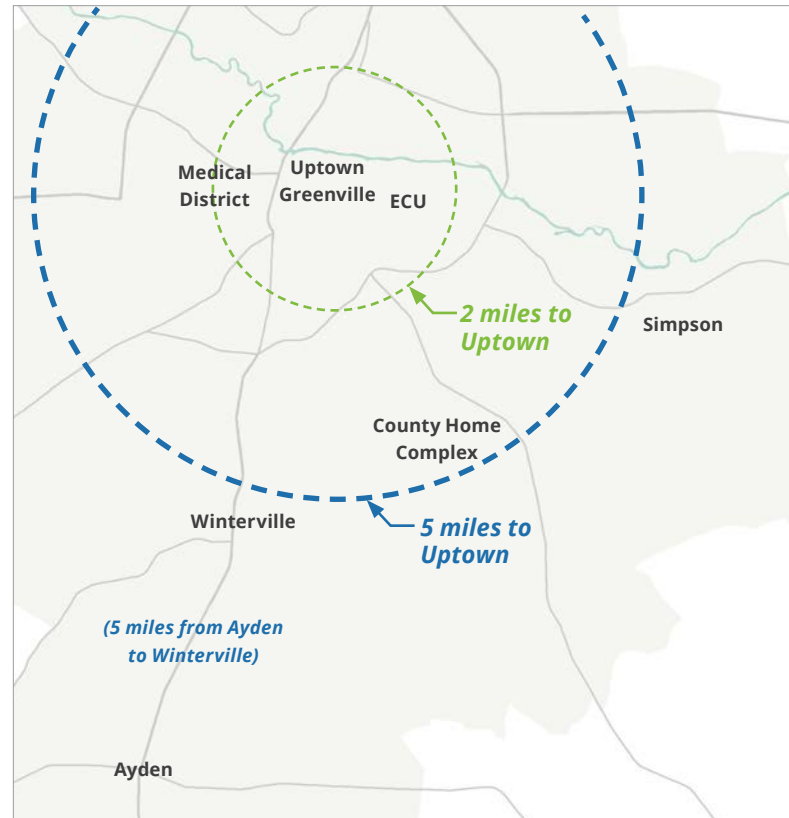 Medical
District
Uptown
Greenville
ECU
2 miles to
Uptown
Simpson
County Home
Complex
Winterville
5 miles to
Uptown
(5 miles from Ayden
to Winterville)
Ayden